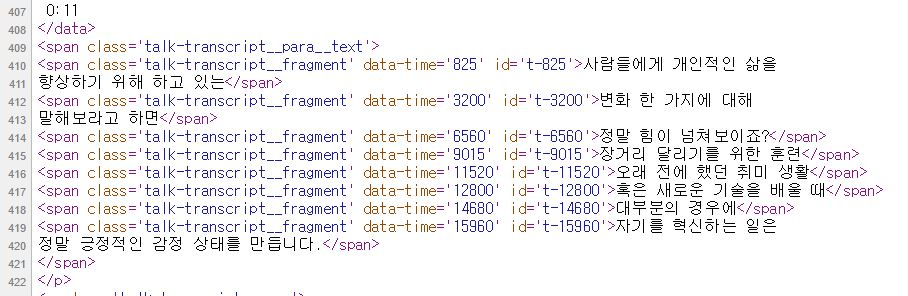 407 0:11
408 </data>
409 <span class='talk-transcript__para__text'>
410 <span class='talk-transcript__fragment' data-time='825' id='t-825'>사람들에게 개인적인 삶을
411 향상하기 위해 하고 있는</span>
412 <span class='talk-transcript__fragment' data-time='3200' id='t-3200'>변화 한 가지에 대해
413 말해보라고 하면</span>
414 <span class='talk-transcript__fragment' data-time='6560' id='t-6560'>정말 힘이 넘쳐보이죠?</span>
415 <span class='talk-transcript__fragment' data-time='9015' id='t-9015'>장거리 달리기를 위한 훈련</span>
416 <span class='talk-transcript__fragment' data-time='11520' id='t-11520'>오래 전에 했던 취미 생활</span>
417 <span class='talk-transcript__fragment' data-time='12800' id='t-12800'>혹은 새로운 기술을 배울 때</span>
418 <span class='talk-transcript__fragment' data-time='14680' id='t-14680'>대부분의 경우에</span>
419 <span class='talk-transcript__fragment' data-time='15960' id='t-15960'>자기를 혁신하는 일은
420 정말 긍정적인 감정 상태를 만듭니다.</span>
421 </span>
422 </p>